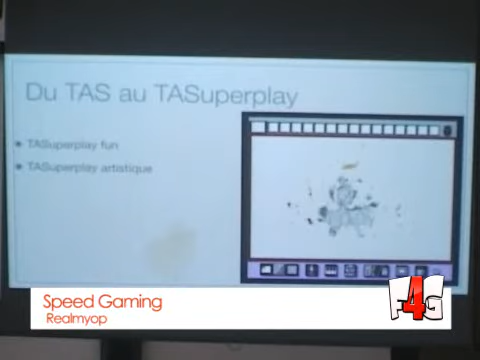 Du TAS au TASuperplay
TASuperplay fun
TASuperplay artistique
Speed Gaming
Realmyop
F4G